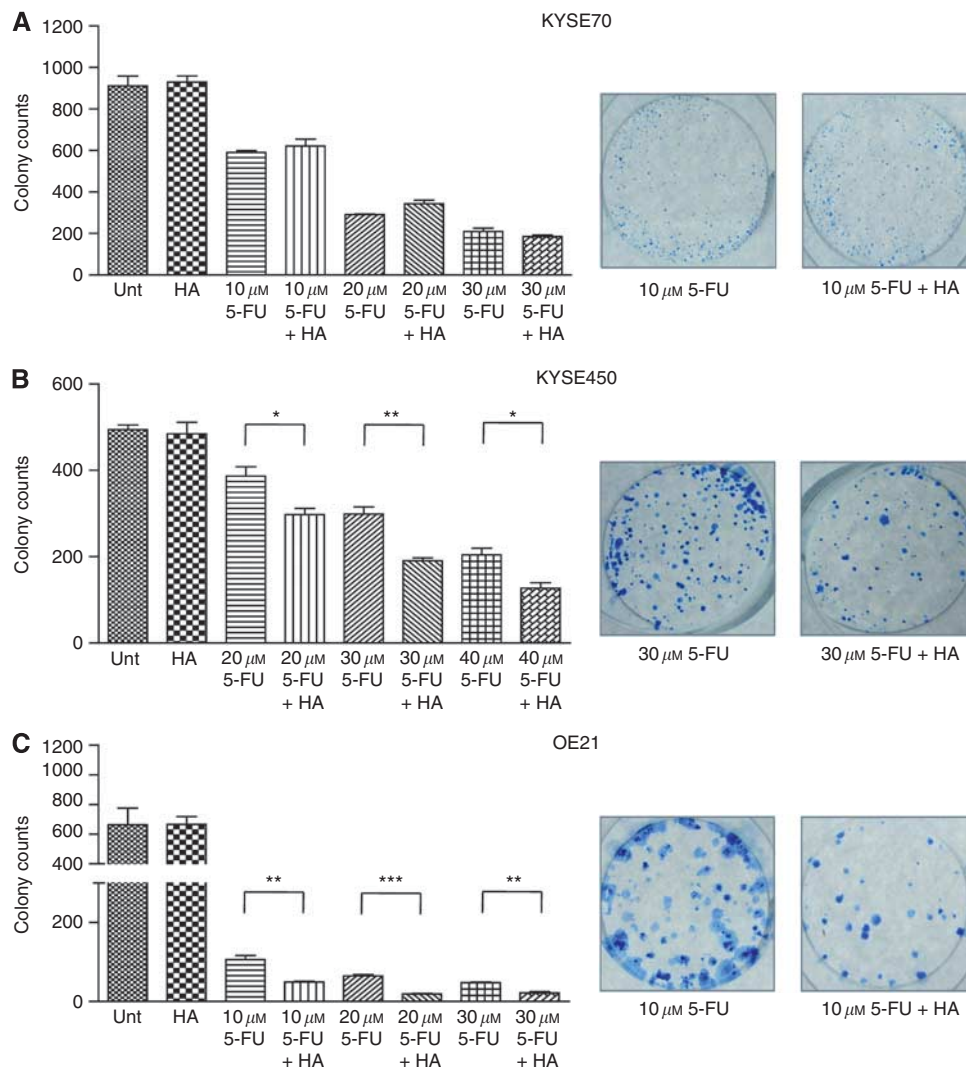 A
KYSE70
1200
1000
800
600
400
200
0
Colony counts
Unt
HA
10 μM
5-FU
10 μM
5-FU
+ HA
20 μM
5-FU
20 μM
5-FU
+ HA
30 μM
5-FU
30 μM
5-FU
+ HA
10 μM 5-FU
10 μM 5-FU + HA
B
KYSE450
600
400
200
0
Colony counts
*
**
*
Unt
HA
20 μM
5-FU
20 μM
5-FU
+ HA
30 μM
5-FU
30 μM
5-FU
+ HA
40 μM
5-FU
40 μM
5-FU
+ HA
30 μM 5-FU
30 μM 5-FU + HA
C
OE21
1200
1000
800
600
400
200
0
Colony counts
**
***
**
Unt
HA
10 μM
5-FU
10 μM
5-FU
+ HA
20 μM
5-FU
20 μM
5-FU
+ HA
30 μM
5-FU
30 μM
5-FU
+ HA
10 μM 5-FU
10 μM 5-FU + HA